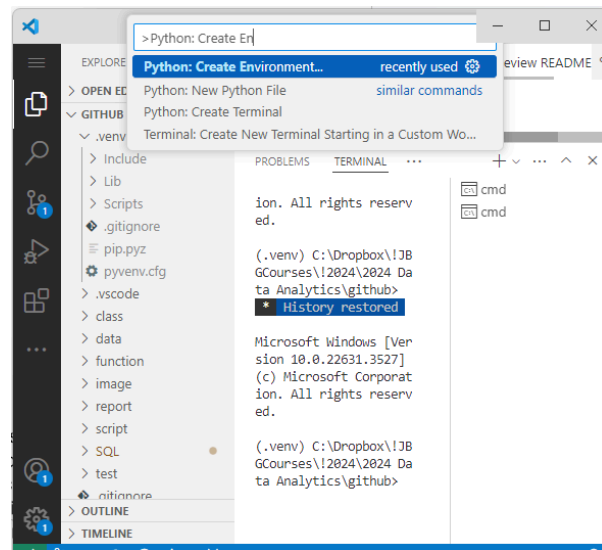 >Python: Create En
Python: Create Environment... recently used
Python: New Python File similar commands
Python: Create Terminal
Terminal: Create New Terminal Starting in a Custom Wo...
EXPLORE
eview README
OPEN ED
GITHUB
.venv
Include
Lib
Scripts
.gitignore
pip.pyz
pyvenv.cfg
.vscode
class
data
function
image
report
script
SQL
test
.gitignore
OUTLINE
TIMELINE
1
1
1
PROBLEMS TERMINAL ...
cmd
cmd
ion. All rights reserv
ed.
(.venv) C:\Dropbox\!JB
GCourses\!2024\2024 Da
ta Analytics\github>
* History restored
Microsoft Windows [Ver
sion 10.0.22631.3527]
(c) Microsoft Corporat
ion. All rights reserv
ed.
(.venv) C:\Dropbox\!JB
GCourses\!2024\2024 Da
ta Analytics\github>